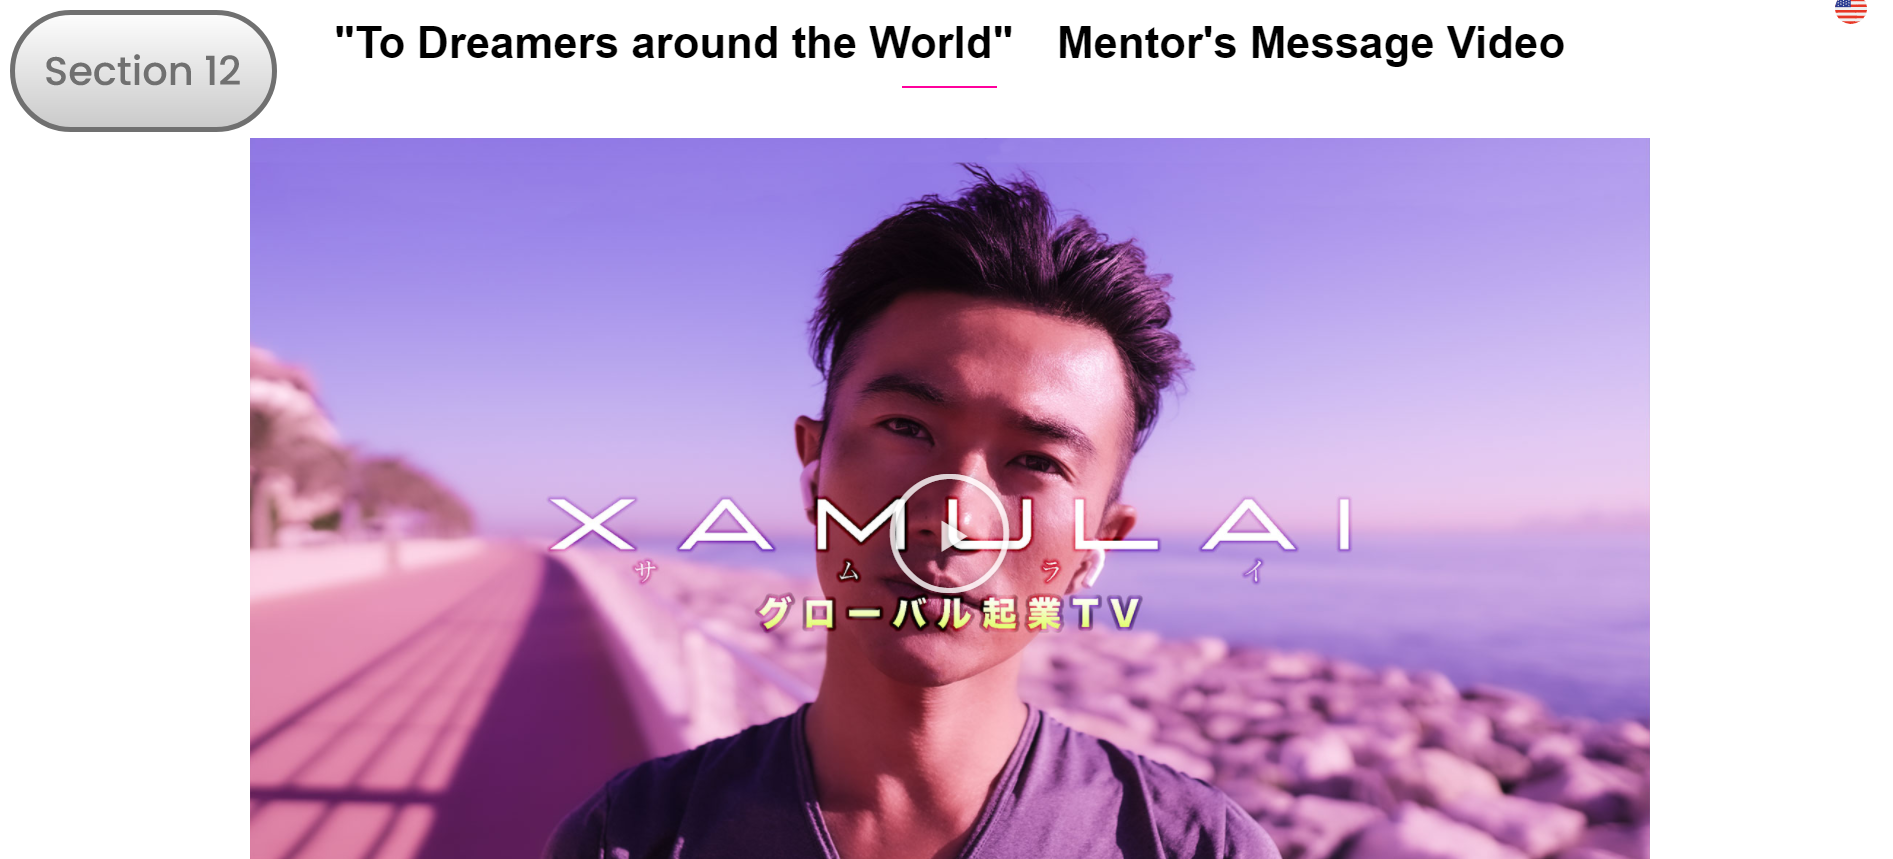 Section 12
"To Dreamers around the World" Mentor's Message Video
XAMULAI
サムライ
グローバル起業TV